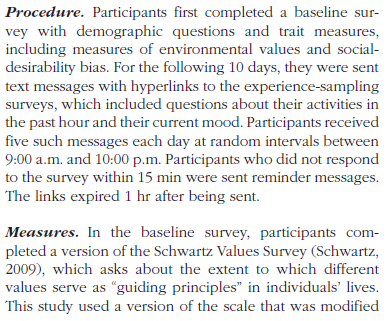 Procedure. Participants first completed a baseline sur-
vey with demographic questions and trait measures,
including measures of environmental values and social-
desirability bias. For the following 10 days, they were sent
text messages with hyperlinks to the experience-sampling
surveys, which included questions about their activities in
the past hour and their current mood. Participants received
five such messages each day at random intervals between
9:00 a.m. and 10:00 p.m. Participants who did not respond
to the survey within 15 min were sent reminder messages.
The links expired 1 hr after being sent.
Measures. In the baseline survey, participants com-
pleted a version of the Schwartz Values Survey (Schwartz,
2009), which asks about the extent to which different
values serve as “guiding principles” in individuals’ lives.
This study used a version of the scale that was modified